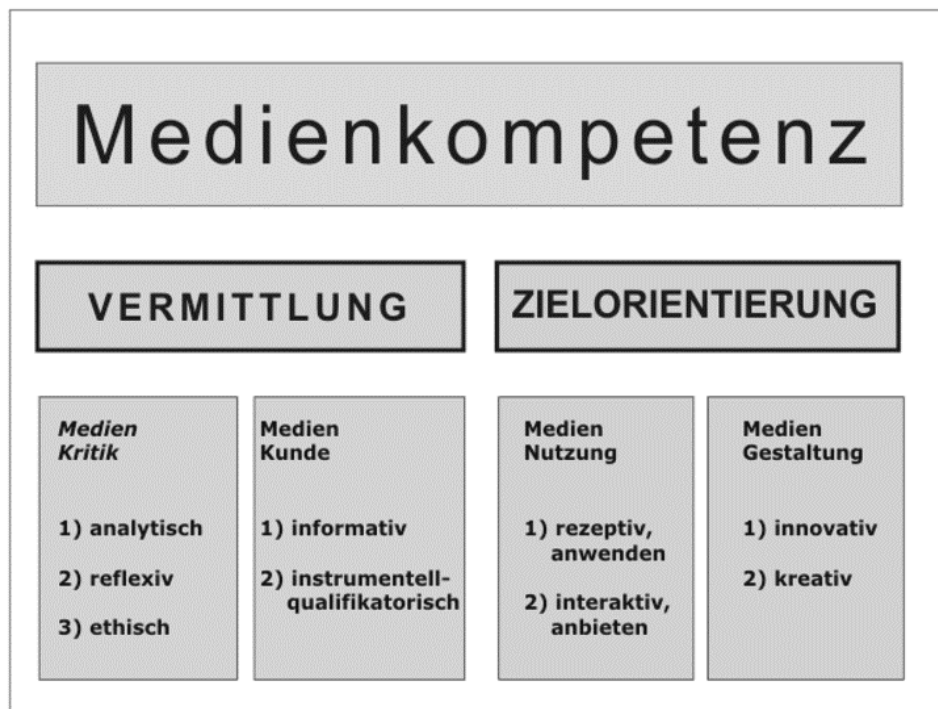 Medienkompetenz
VERMITTLUNG
ZIELORIENTIERUNG
Medien
Kritik
1) analytisch
2) reflexiv
3) ethisch
Medien
Kunde
1) informativ
2) instrumentell-
qualifikatorisch
Medien
Nutzung
1) rezeptiv,
anwenden
2) interaktiv,
anbieten
Medien
Gestaltung
1) innovativ
2) kreativ